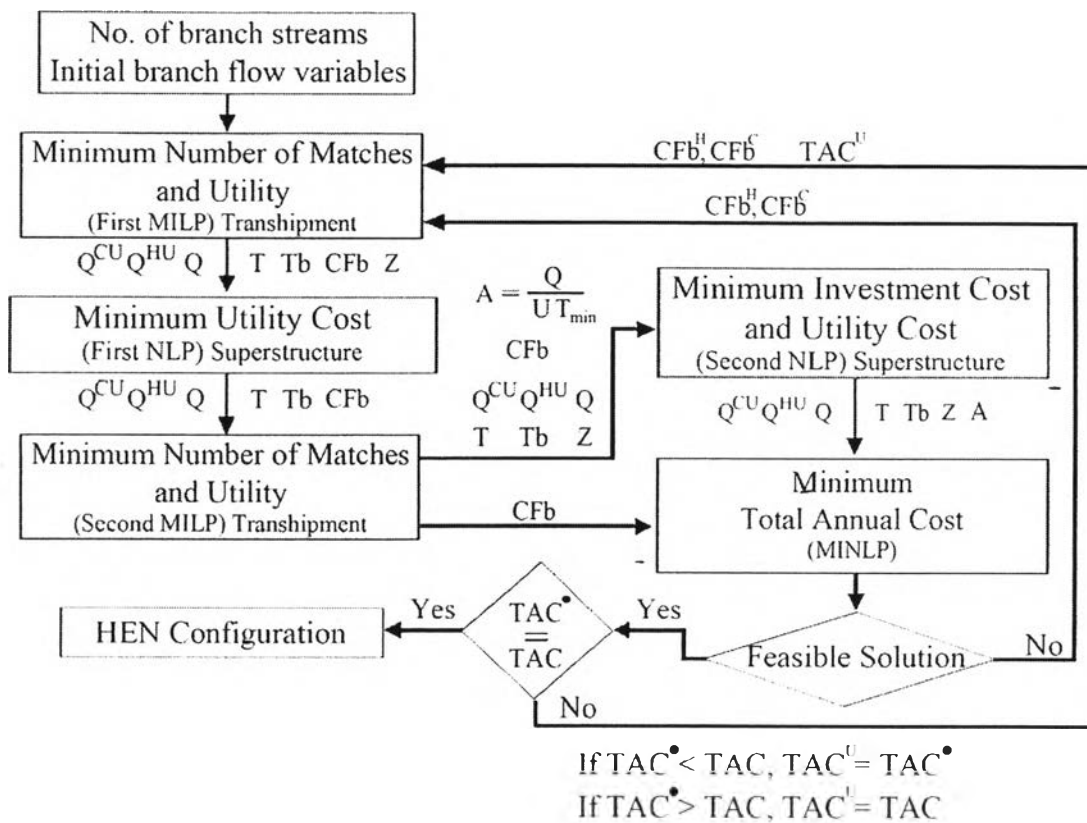 No. of branch streams
Initial branch flow variables
Minimum Number of Matches
and Utility
(First MILP) Transhipment
CFb^H, CFb^C TAC^U
CFb^H, CFb^C
Q^CU Q^HU Q T Tb CFb Z
Minimum Utility Cost
(First NLP) Superstructure
Q^CU Q^HU Q T Tb CFb
Minimum Number of Matches
and Utility
(Second MILP) Transhipment
A = Q / U T_min
CFb
Q^CU Q^HU Q
T Tb Z
CFb
Minimum Investment Cost
and Utility Cost
(Second NLP) Superstructure
Q^CU Q^HU Q T Tb Z A
Minimum
Total Annual Cost
(MINLP)
Feasible Solution
No
Yes
TAC•
=
TAC
Yes
HEN Configuration
No
If TAC• < TAC, TAC^U = TAC•
If TAC• > TAC, TAC^U = TAC